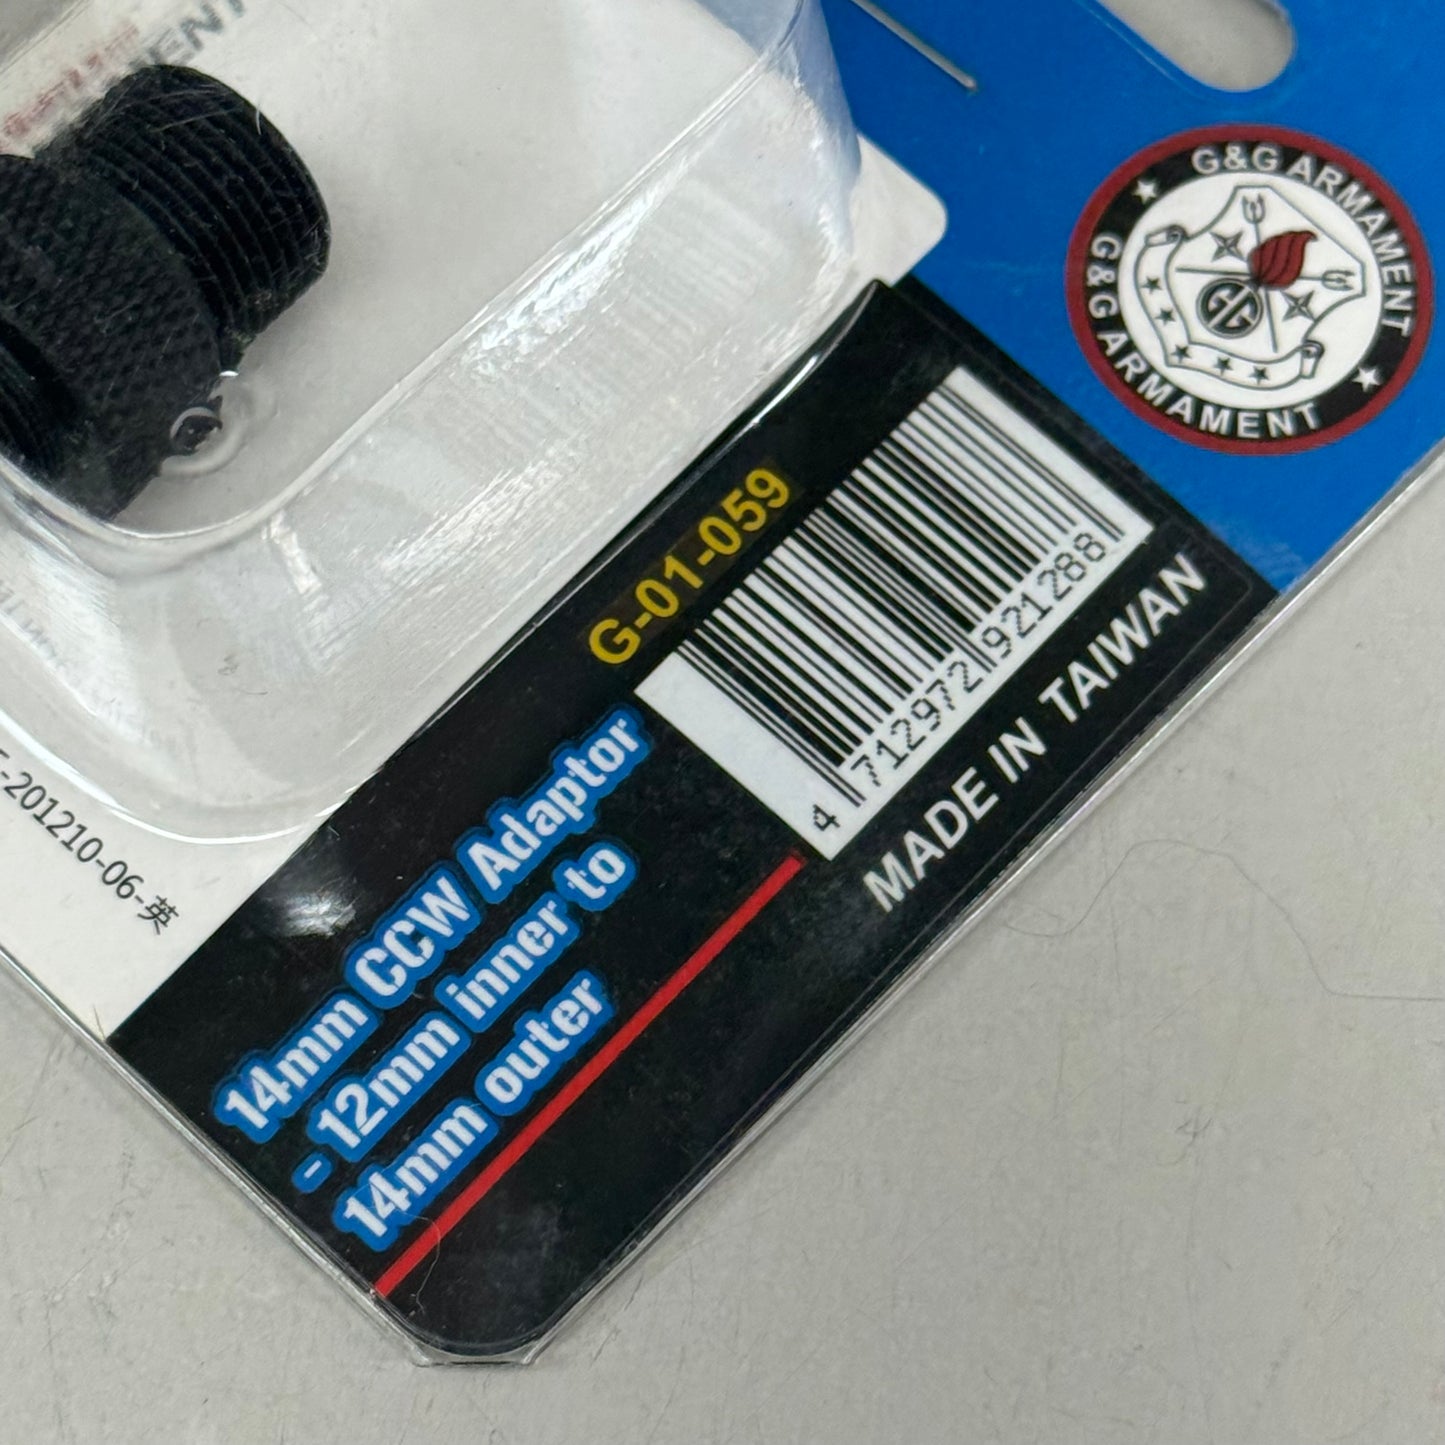 G&G ARMAMENT
G&G ARMAMENT
GG
G-01-059
4 712972 921288
MADE IN TAIWAN
14mm CCW Adaptor
- 12mm inner to
14mm outer
-201210-06-英